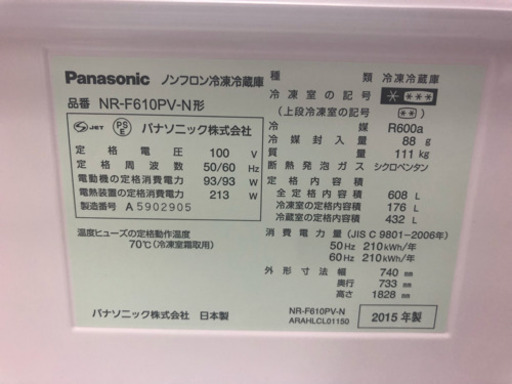 Panasonic ノンフロン冷凍冷蔵庫
品番 NR-F610PV-N形
S JET PSE パナソニック株式会社
定格電圧 100 V
定格周波数 50/60 Hz
電動機の定格消費電力 93/93 W
電熱装置の定格消費電力 213 W
製造番号 A5902905
温度ヒューズの定格動作温度
70℃(冷凍室霜取用)
パナソニック株式会社 日本製
種類 冷凍冷蔵庫
冷凍室の記号 * ***
(上段冷凍室の記号) **
冷媒 R600a
冷媒封入量 88 g
質量 111 kg
断熱発泡ガス シクロペンタン
定格内容積
全定格内容積 608 L
冷凍室の定格内容積 176 L
冷蔵室の定格内容積 432 L
消費電力量(JIS C 9801-2006年)
50Hz 210 kWh/年
60Hz 210 kWh/年
外形寸法 幅 740 mm
奥行 733 mm
高さ 1828 mm
NR-F610PV-N
ARAHLCL01150
2015年製